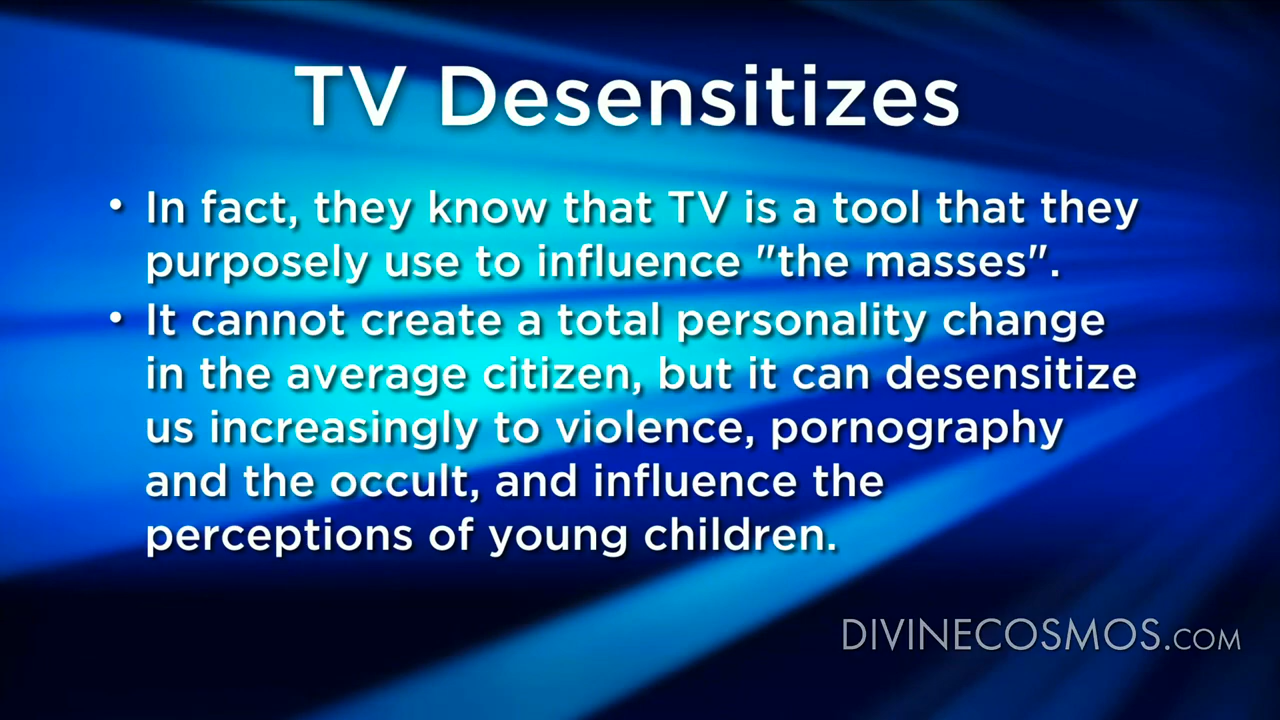 TV Desensitizes
• In fact, they know that TV is a tool that they
purposely use to influence "the masses".
• It cannot create a total personality change
in the average citizen, but it can desensitize
us increasingly to violence, pornography
and the occult, and influence the
perceptions of young children.
DIVINECOSMOS.COM